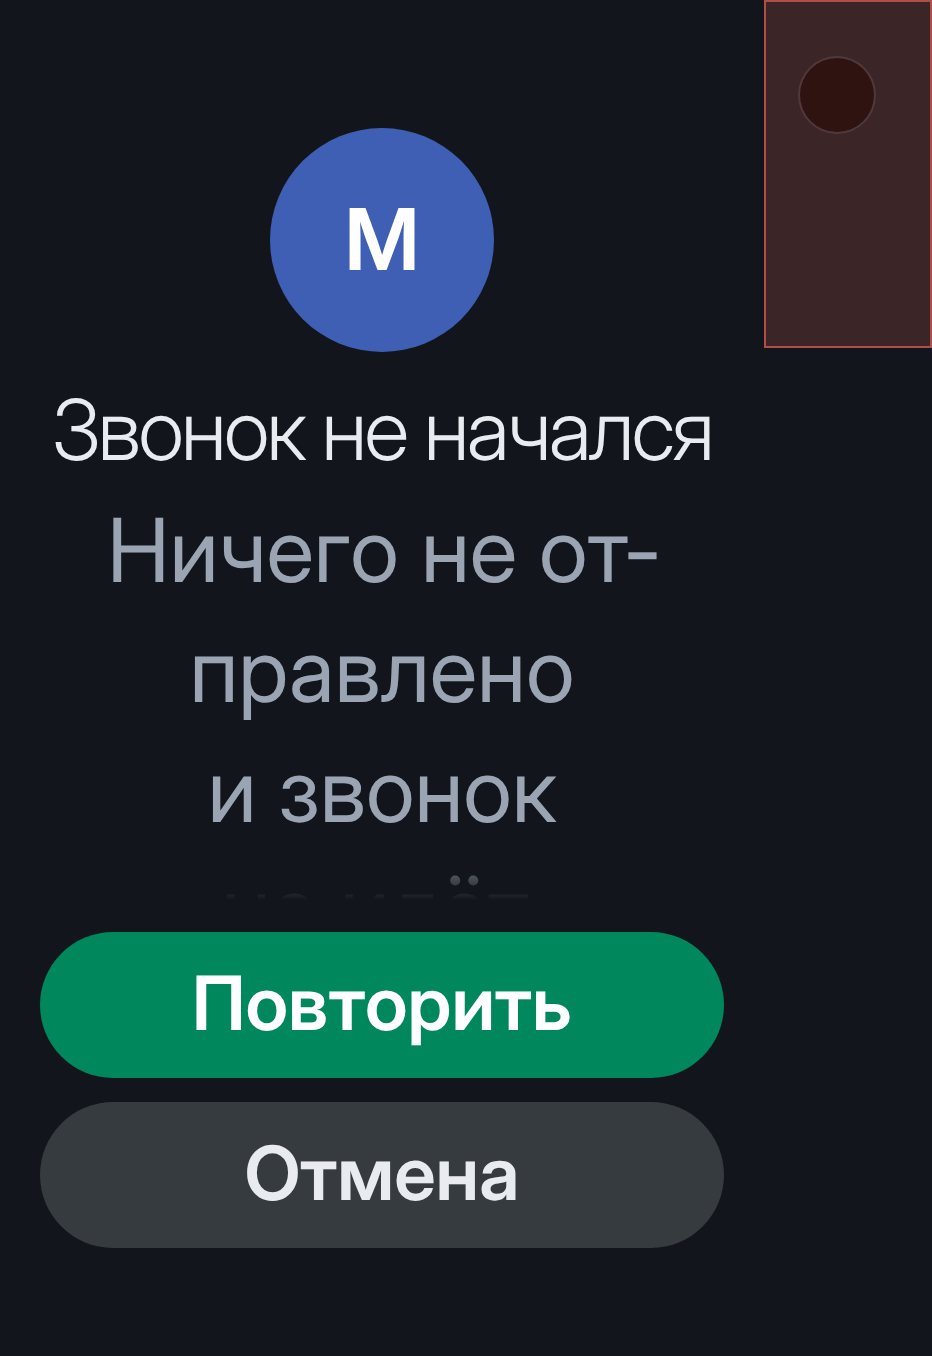 М
Звонок не начался
Ничего не от-
правлено
и звонок
Повторить
Отмена